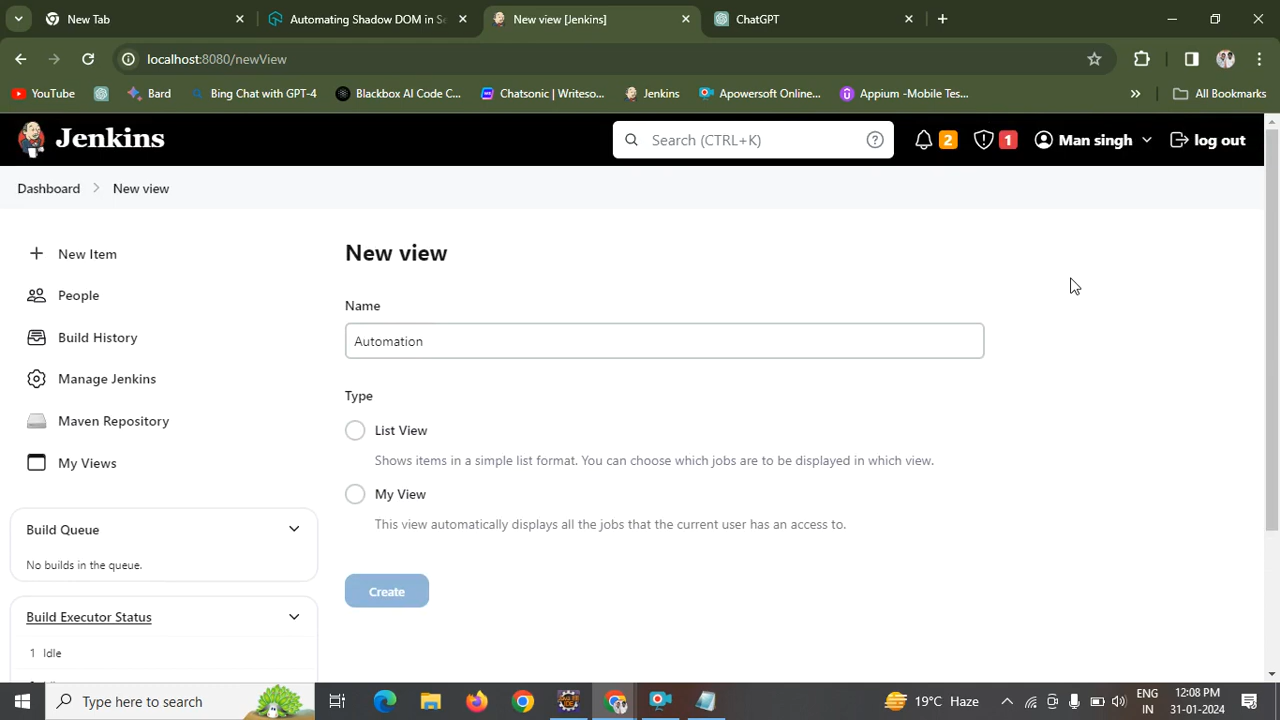 New Tab
Automating Shadow DOM in Se
New view [Jenkins]
ChatGPT
localhost:8080/newView
YouTube
Bard
Bing Chat with GPT-4
Blackbox AI Code C...
Chatsonic | Writeso...
Jenkins
Apowersoft Online...
Appium -Mobile Tes...
»
All Bookmarks
Jenkins
Search (CTRL+K)
2
1
Man singh
log out
Dashboard
New view
New Item
People
Build History
Manage Jenkins
Maven Repository
My Views
Build Queue
No builds in the queue.
Build Executor Status
1 Idle
New view
Name
Automation
Type
List View
Shows items in a simple list format. You can choose which jobs are to be displayed in which view.
My View
This view automatically displays all the jobs that the current user has an access to.
Create
Type here to search
19°C Haze
ENG
IN
12:08 PM
31-01-2024